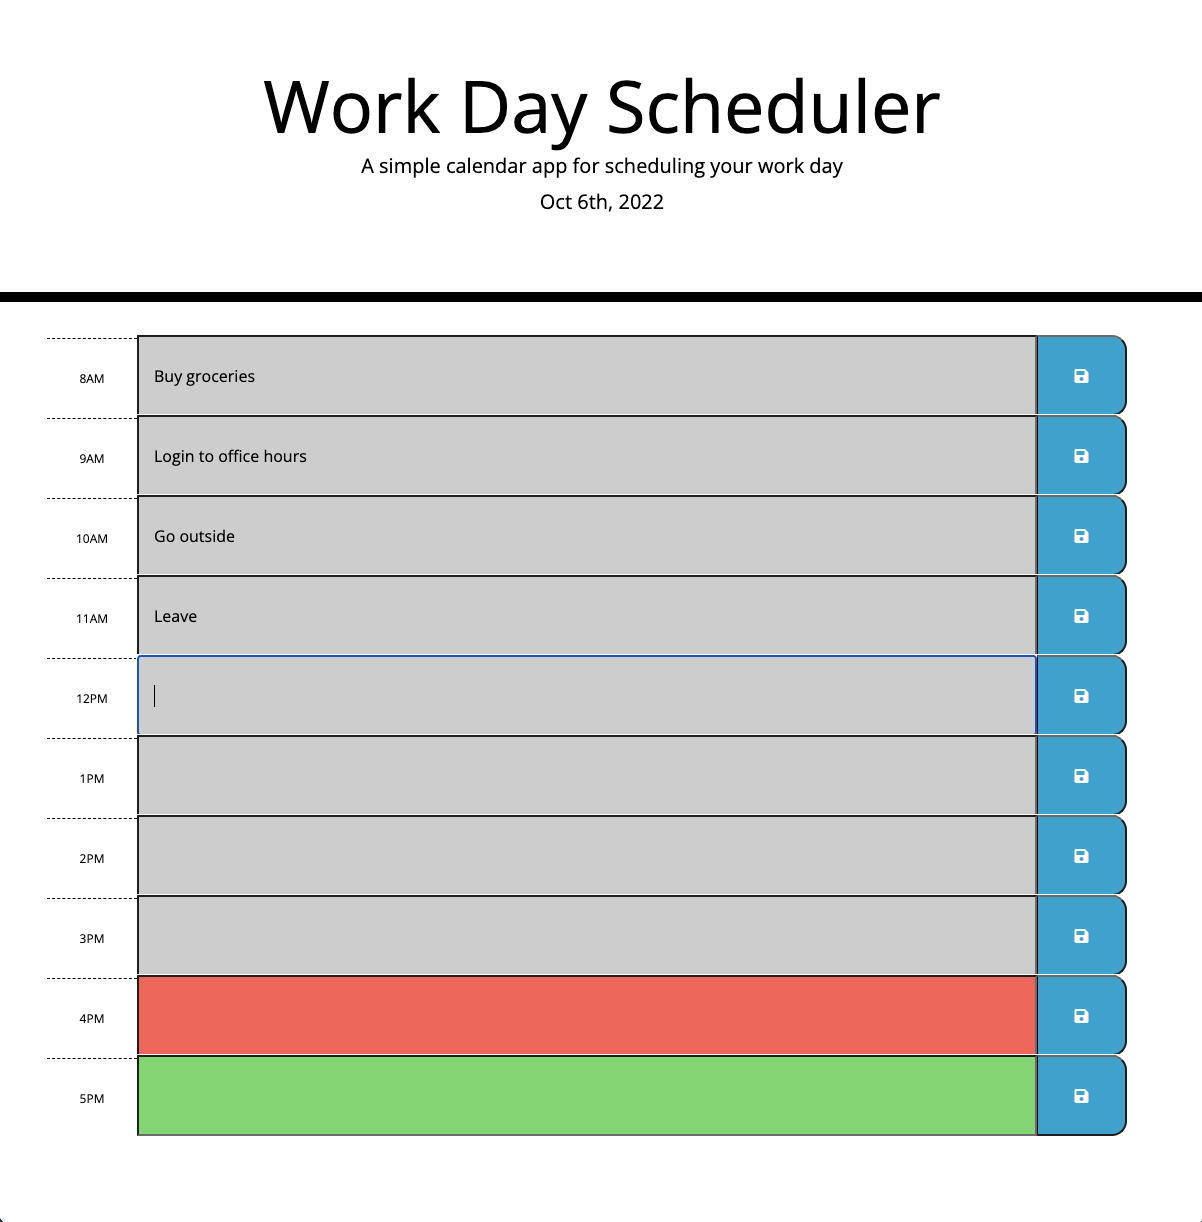 Work Day Scheduler
A simple calendar app for scheduling your work day
Oct 6th, 2022
8AM Buy groceries
9AM Login to office hours
10AM Go outside
11AM Leave
12PM
1PM
2PM
3PM
4PM
5PM